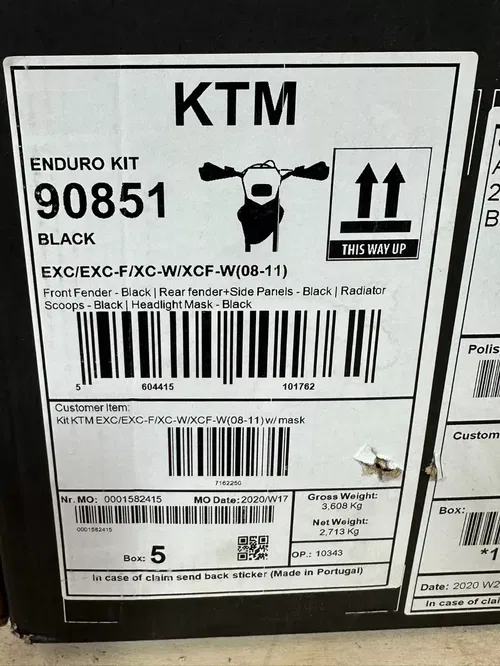 KTM
ENDURO KIT
90851
BLACK
THIS WAY UP
EXC/EXC-F/XC-W/XCF-W(08-11)
Front Fender - Black | Rear fender+Side Panels - Black | Radiator
Scoops - Black | Headlight Mask - Black
5 604415 101762
Customer Item:
Kit KTM EXC/EXC-F/XC-W/XCF-W(08-11) w/ mask
7162250
Nr. MO: 0001582415 MO Date: 2020/W17
0001582415
Box: 5
Gross Weight:
3,608 Kg
Net Weight:
2,713 Kg
OP.: 10343
In case of claim send back sticker (Made in Portugal)
A
2
B
Polis
Custom
Box:
*1
Date: 2020 W2
In case of clai